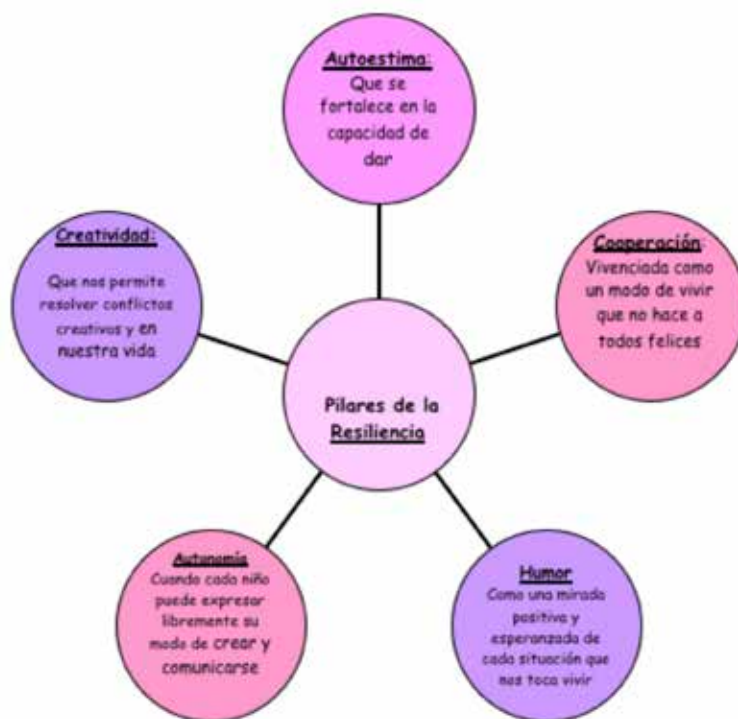 Autoestima:
Que se
fortalece en la
capacidad de
dar
Creatividad:
Que nos permite
resolver conflictos
creativos y en
nuestra vida
Cooperación:
Vivenciada como
un modo de vivir
que no hace a
todos felices
Pilares de la
Resiliencia
Autonomía
Cuando cada niño
puede expresar
libremente su
modo de crear y
comunicarse
Humor
Como una mirada
positiva y
esperanzada de
cada situación que
nos toca vivir